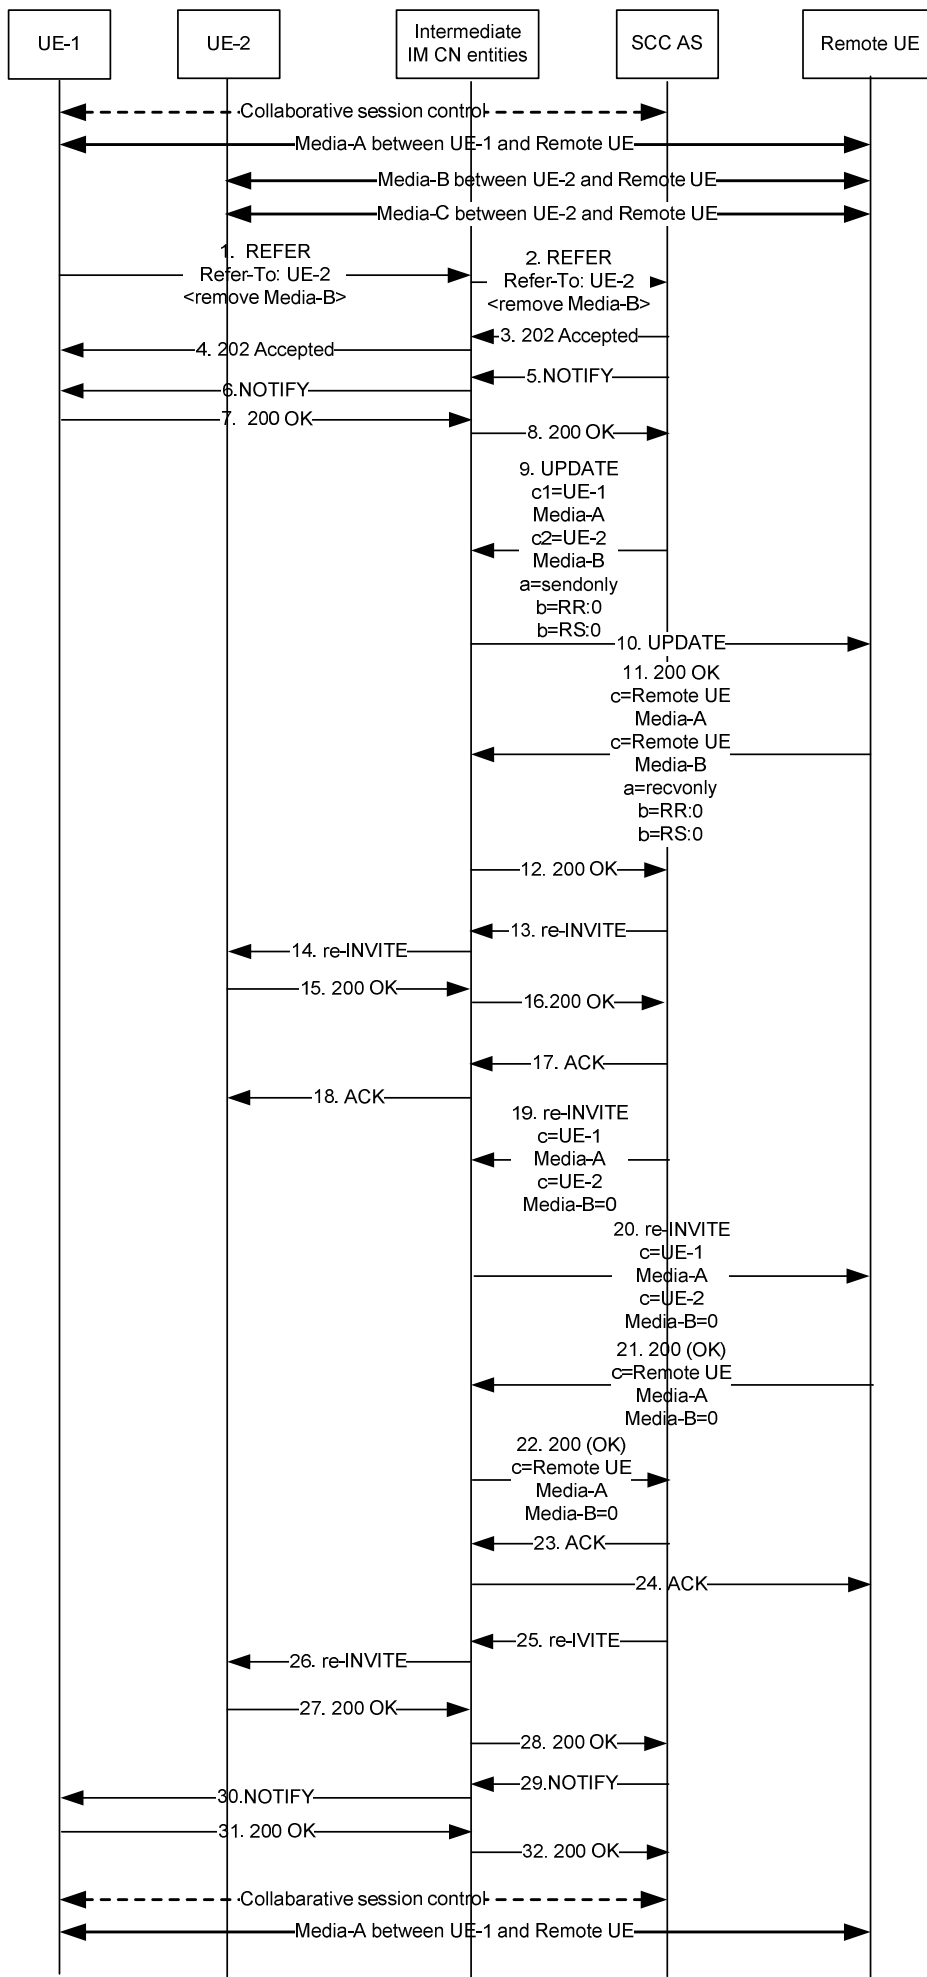 UE-1
UE-2
Intermediate
IM CN entities
SCC AS
Remote UE
Collaborative session control
Media-A between UE-1 and Remote UE
Media-B between UE-2 and Remote UE
Media-C between UE-2 and Remote UE
1. REFER
Refer-To: UE-2
<remove Media-B>
2. REFER
Refer-To: UE-2
<remove Media-B>
3. 202 Accepted
4. 202 Accepted
5.NOTIFY
6.NOTIFY
7. 200 OK
8. 200 OK
9. UPDATE
c1=UE-1
Media-A
c2=UE-2
Media-B
a=sendonly
b=RR:0
b=RS:0
10. UPDATE
11. 200 OK
c=Remote UE
Media-A
c=Remote UE
Media-B
a=recvonly
b=RR:0
b=RS:0
12. 200 OK
13. re-INVITE
14. re-INVITE
15. 200 OK
16.200 OK
17. ACK
18. ACK
19. re-INVITE
c=UE-1
Media-A
c=UE-2
Media-B=0
20. re-INVITE
c=UE-1
Media-A
c=UE-2
Media-B=0
21. 200 (OK)
c=Remote UE
Media-A
Media-B=0
22. 200 (OK)
c=Remote UE
Media-A
Media-B=0
23. ACK
24. ACK
25. re-IVITE
26. re-INVITE
27. 200 OK
28. 200 OK
29.NOTIFY
30.NOTIFY
31. 200 OK
32. 200 OK
Collabarative session control
Media-A between UE-1 and Remote UE